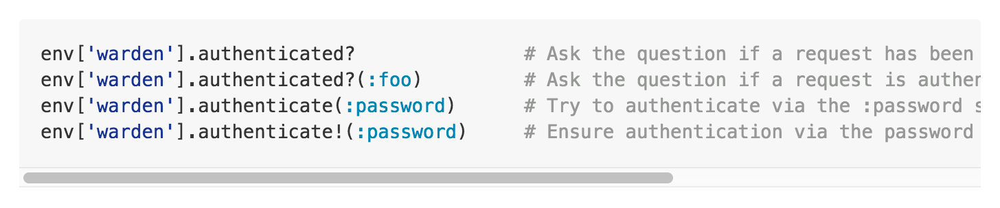 env['warden'].authenticated?               # Ask the question if a request has been
env['warden'].authenticated?(:foo)         # Ask the question if a request is
env['warden'].authenticate(:password)      # Try to authenticate via the :password
env['warden'].authenticate!(:password)     # Ensure authentication via the password